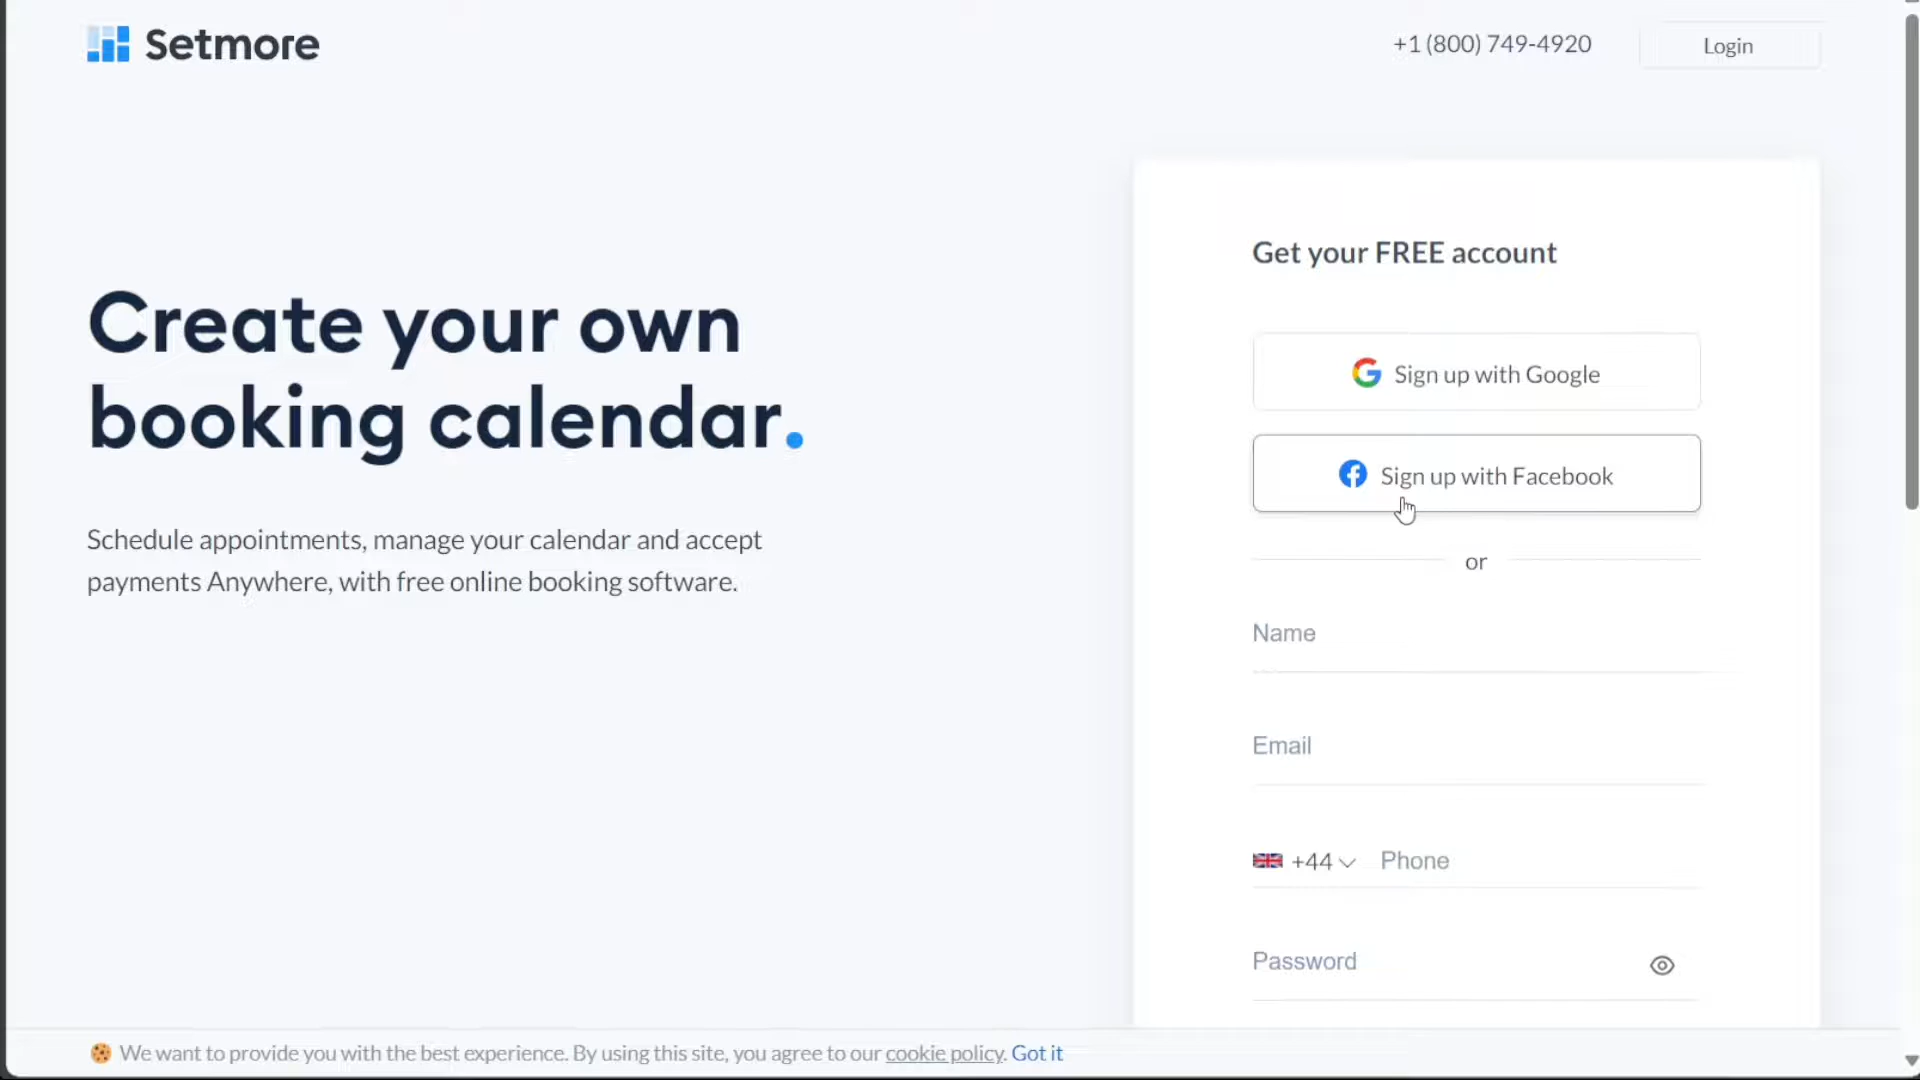 Setmore
+1 (800) 749-4920
Login
Create your own
booking calendar.
Schedule appointments, manage your calendar and accept
payments Anywhere, with free online booking software.
Get your FREE account
Sign up with Google
Sign up with Facebook
or
Name
Email
+44 Phone
Password
We want to provide you with the best experience. By using this site, you agree to our cookie policy. Got it